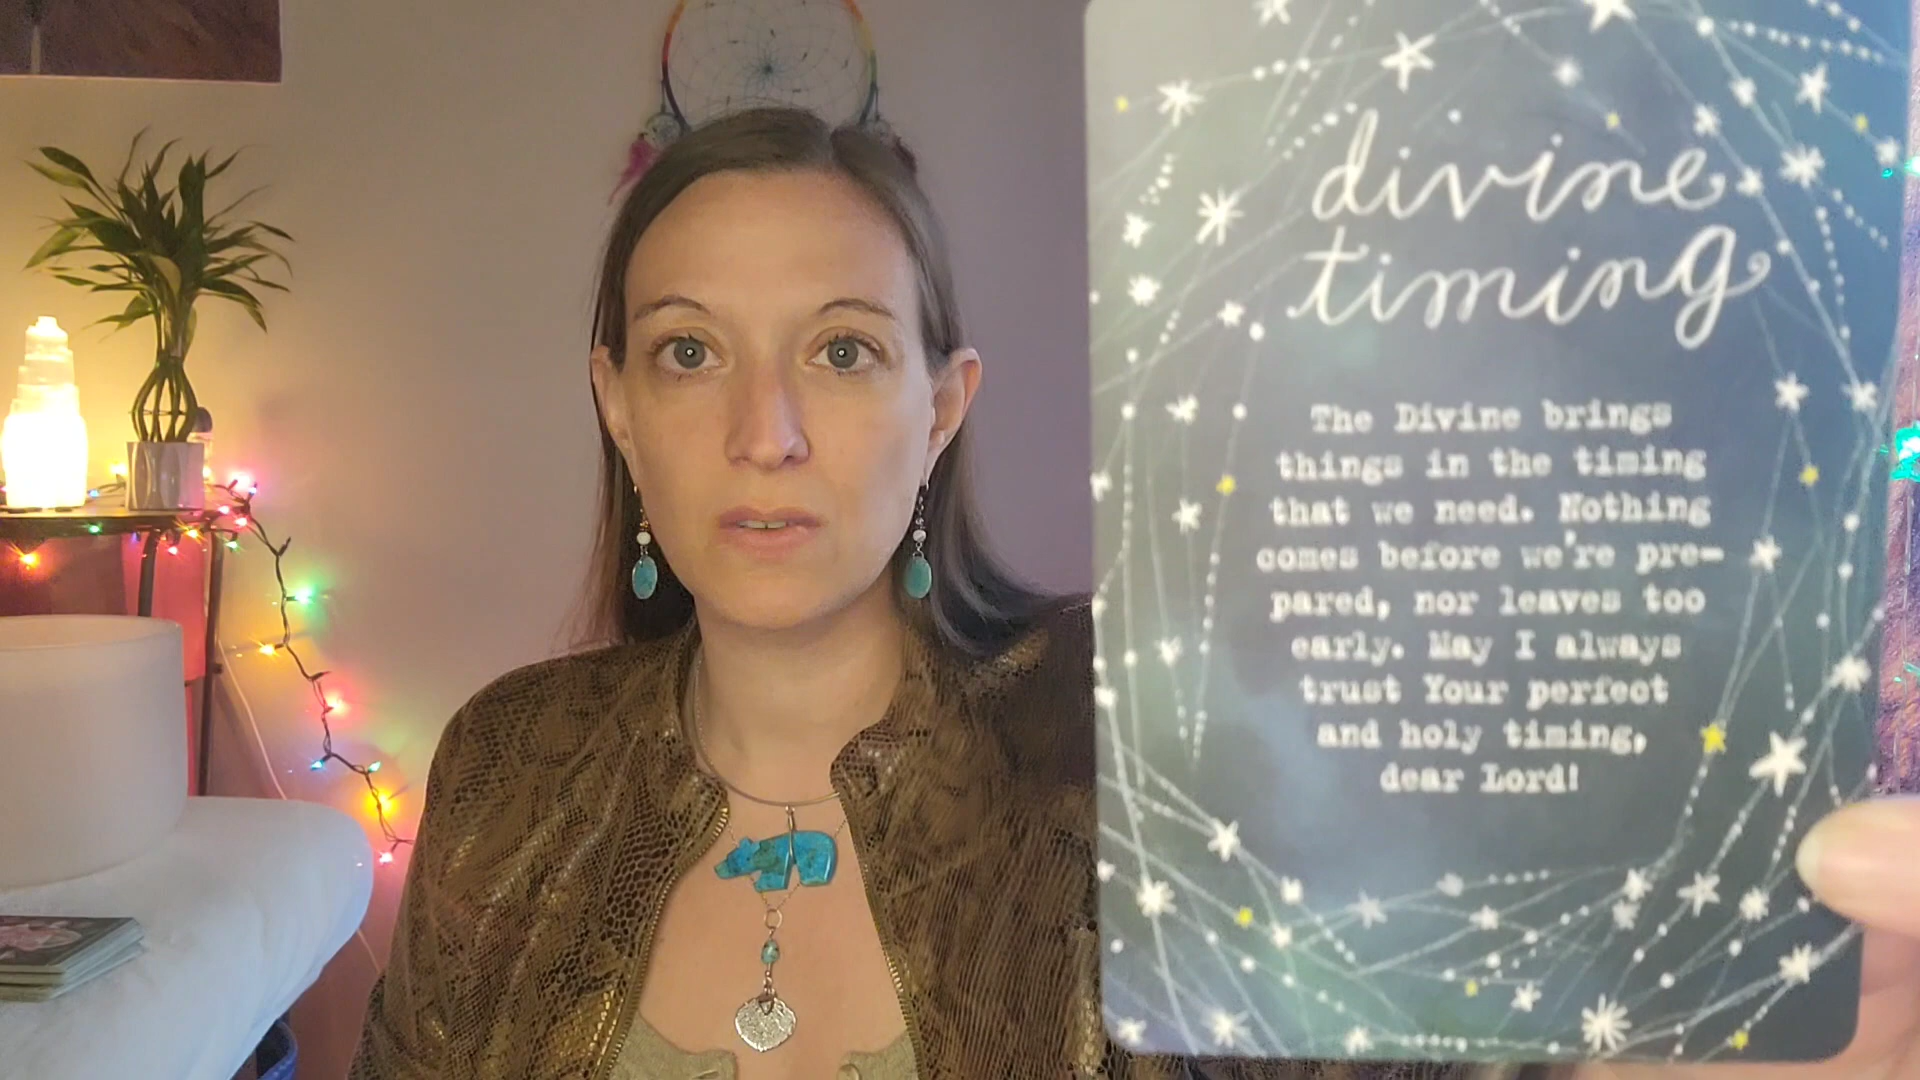 divine
timing
The Divine brings
things in the timing
that we need. Nothing
comes before we're pre-
pared, nor leaves too
early. May I always
trust Your perfect
and holy timing,
dear Lord!